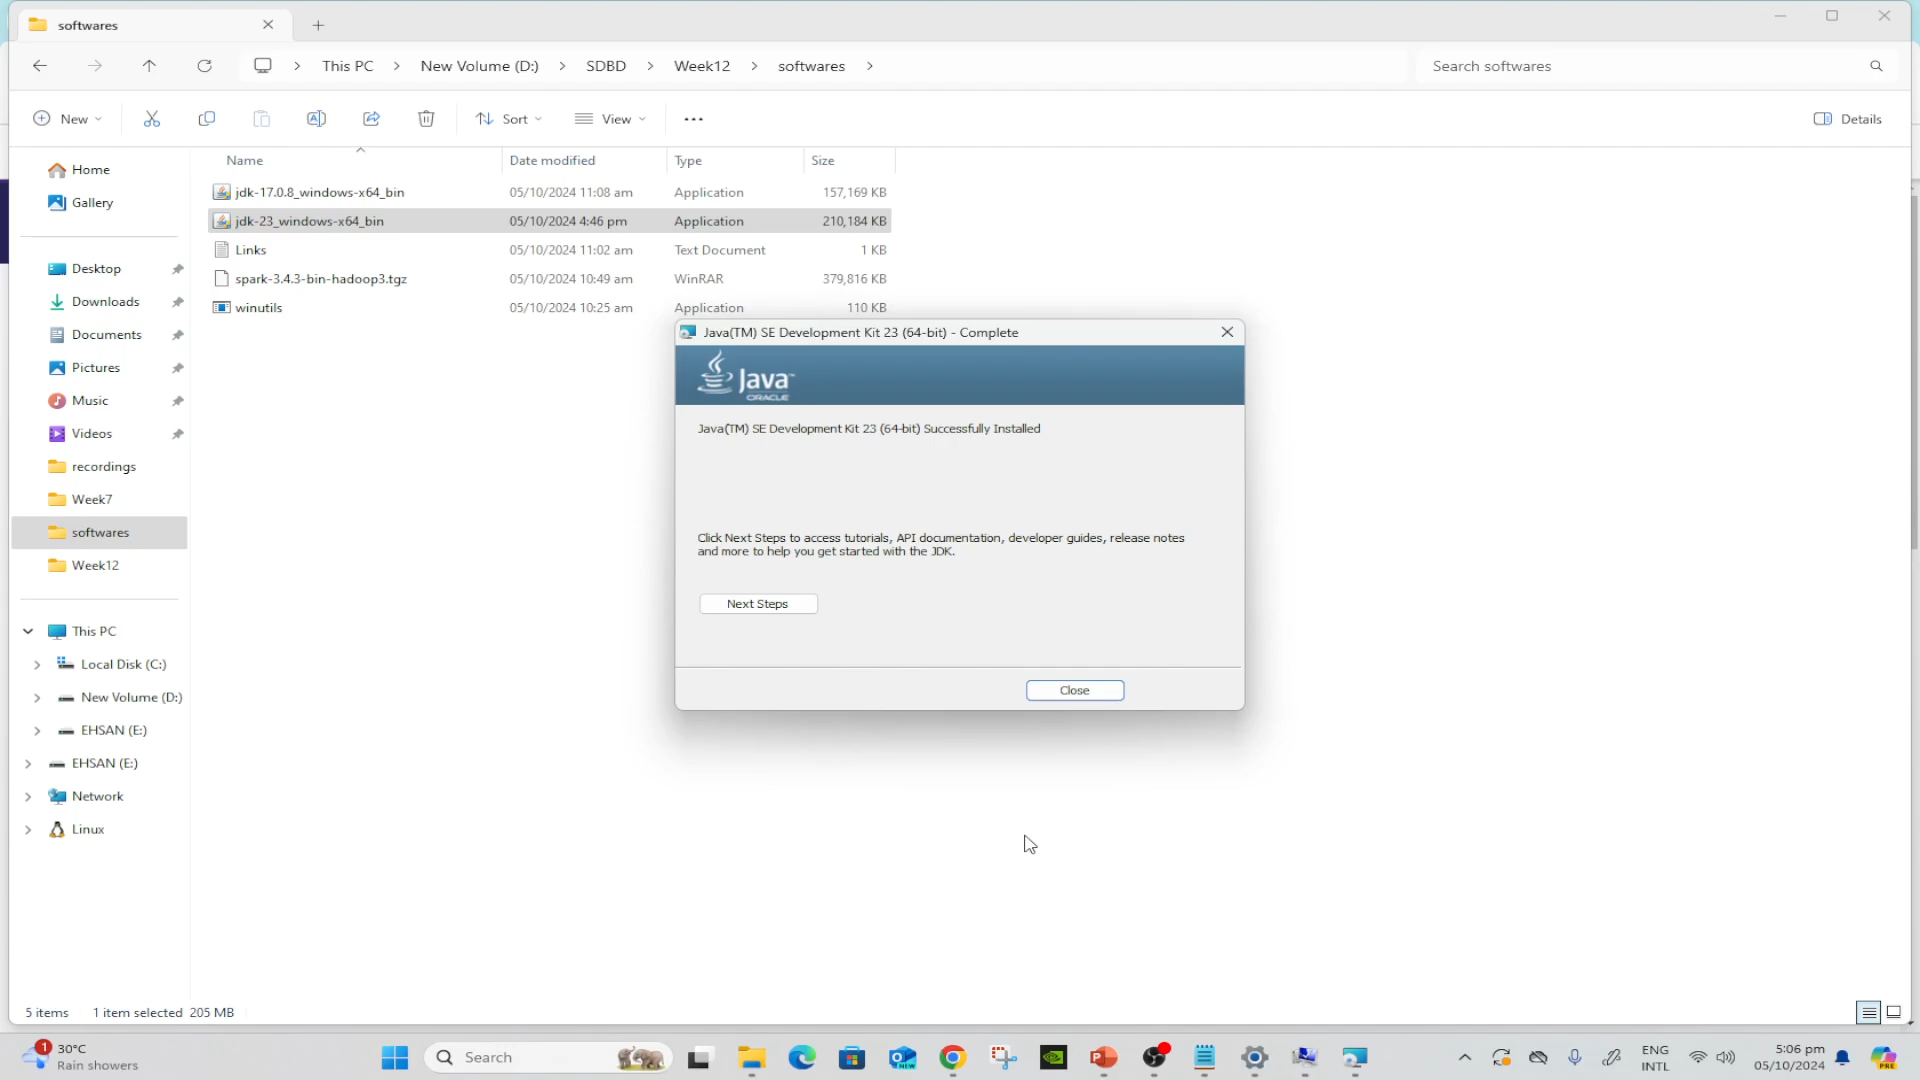 softwares
This PC
New Volume (D:)
SDBD
Week12
softwares
Search softwares
New
Sort
View
Details
Name
Date modified
Type
Size
jdk-17.0.8_windows-x64_bin
05/10/2024 11:08 am
Application
157,169 KB
jdk-23_windows-x64_bin
05/10/2024 4:46 pm
Application
210,184 KB
Links
05/10/2024 11:02 am
Text Document
1 KB
spark-3.4.3-bin-hadoop3.tgz
05/10/2024 10:49 am
WinRAR
379,816 KB
winutils
05/10/2024 10:25 am
Application
110 KB
Home
Gallery
Desktop
Downloads
Documents
Pictures
Music
Videos
recordings
Week7
softwares
Week12
This PC
Local Disk (C:)
New Volume (D:)
EHSAN (E:)
EHSAN (E:)
Network
Linux
Java(TM) SE Development Kit 23 (64-bit) - Complete
Java™
ORACLE
Java(TM) SE Development Kit 23 (64-bit) Successfully Installed
Click Next Steps to access tutorials, API documentation, developer guides, release notes
and more to help you get started with the JDK.
Next Steps
Close
5 items
1 item selected 205 MB
1
30°C
Rain showers
Search
NEW
ENG
INTL
5:06 pm
05/10/2024
PRE